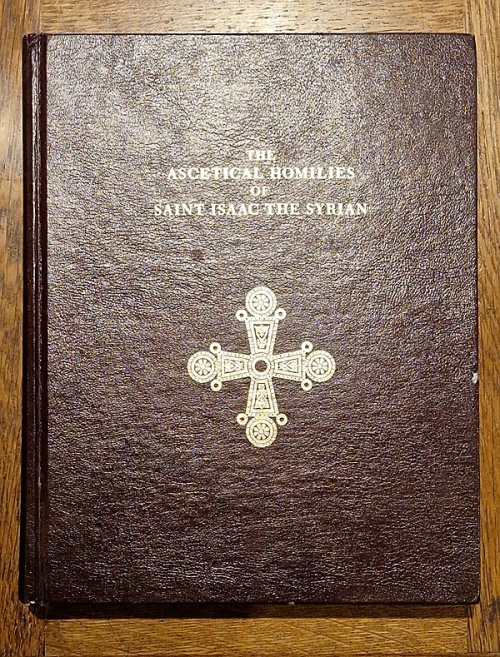 THE
ASCETICAL HOMILIES
OF
SAINT ISAAC THE SYRIAN